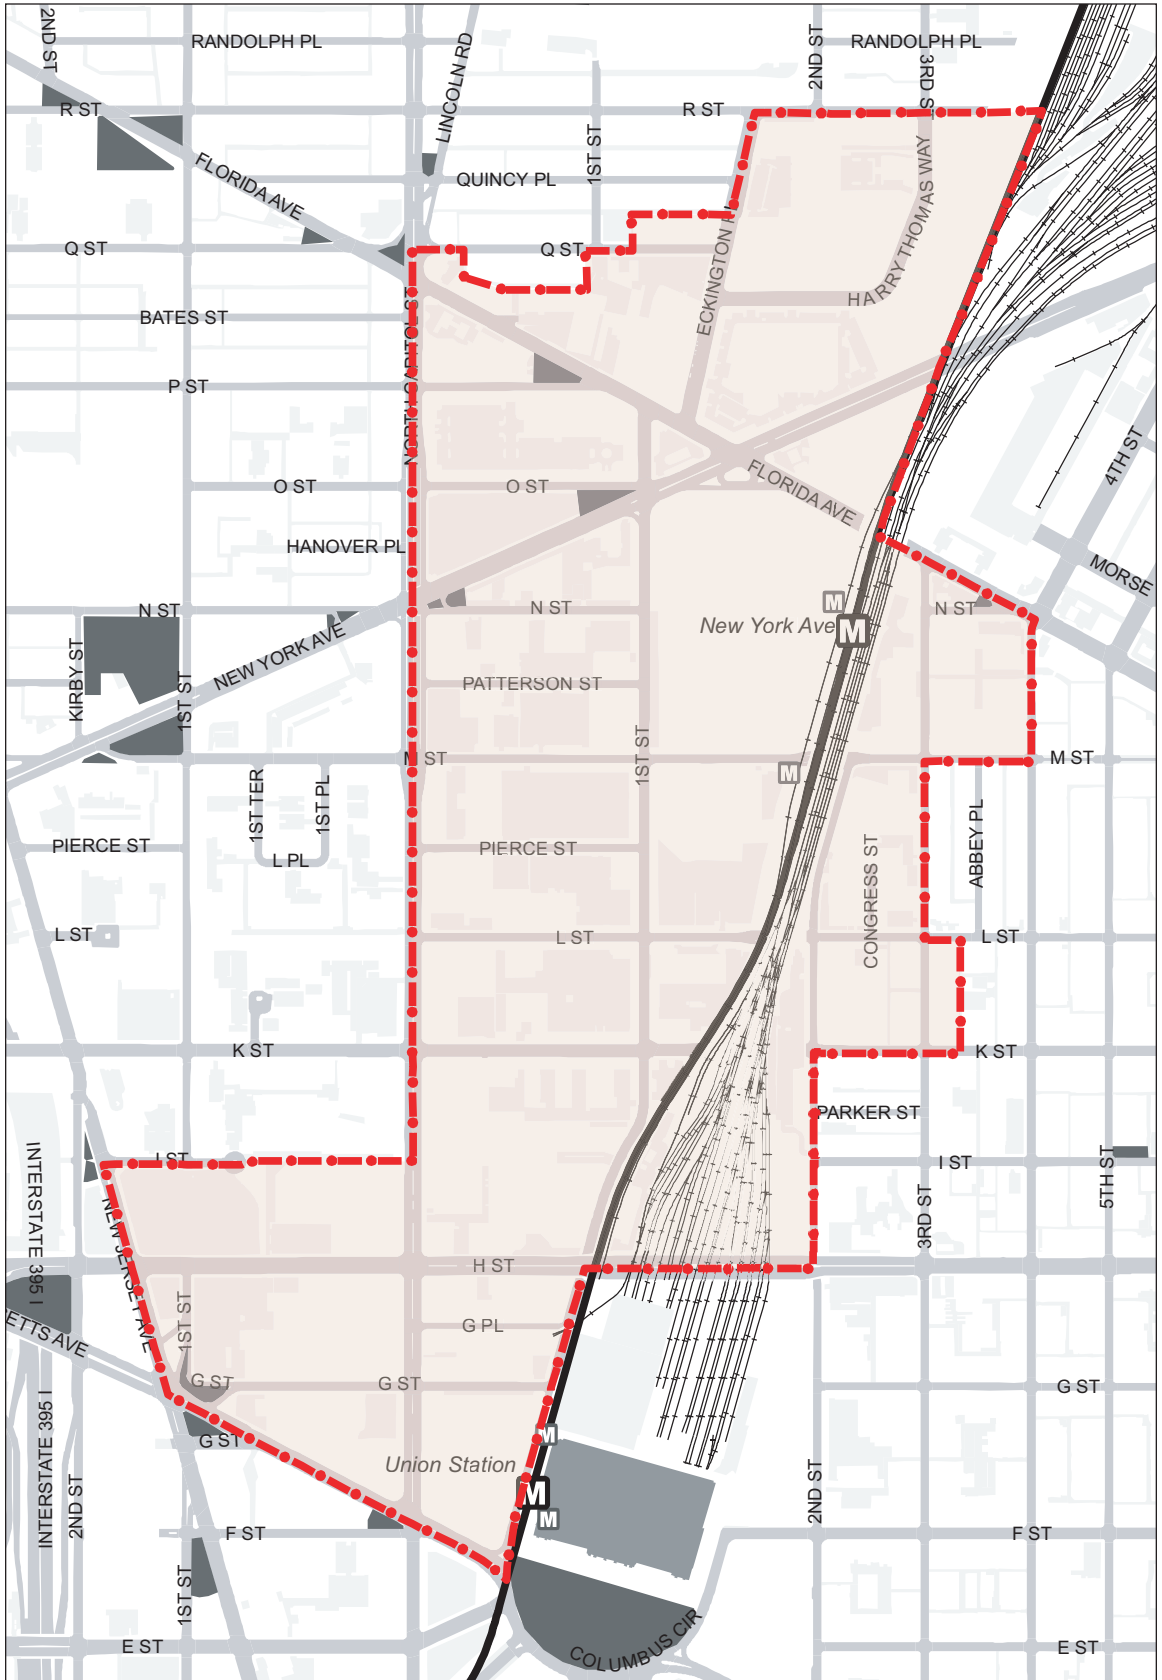 2ND ST
RANDOLPH PL
LINCOLN RD
2ND ST
RANDOLPH PL
3RD S
R ST
R ST
1ST ST
FLORIDA AVE
QUINCY PL
HARRY THOMAS WAY
Q ST
Q ST
ECKINGTON
BATES ST
NORTH CAPITOL ST
P ST
4TH ST
O ST
O ST
FLORIDA AVE
HANOVER PL
MORSE
N ST
N ST
N ST
M
New York Ave
M
KIRBY ST
1ST ST
NEW YORK AVE
PATTERSON ST
1ST ST
M ST
M ST
M
1ST TER
1ST PL
PIERCE ST
L PL
PIERCE ST
CONGRESS ST
ABBEY PL
L ST
L ST
L ST
K ST
K ST
PARKER ST
INTERSTATE 395 I
I ST
I ST
5TH ST
NEW JERSEY AVE
3RD ST
H ST
ETTS AVE
1ST ST
G PL
G ST
G ST
G ST
INTERSTATE 395 I
G ST
M
Union Station
M
M
2ND ST
2ND ST
F ST
F ST
1ST ST
E ST
COLUMBUS CIR
E ST